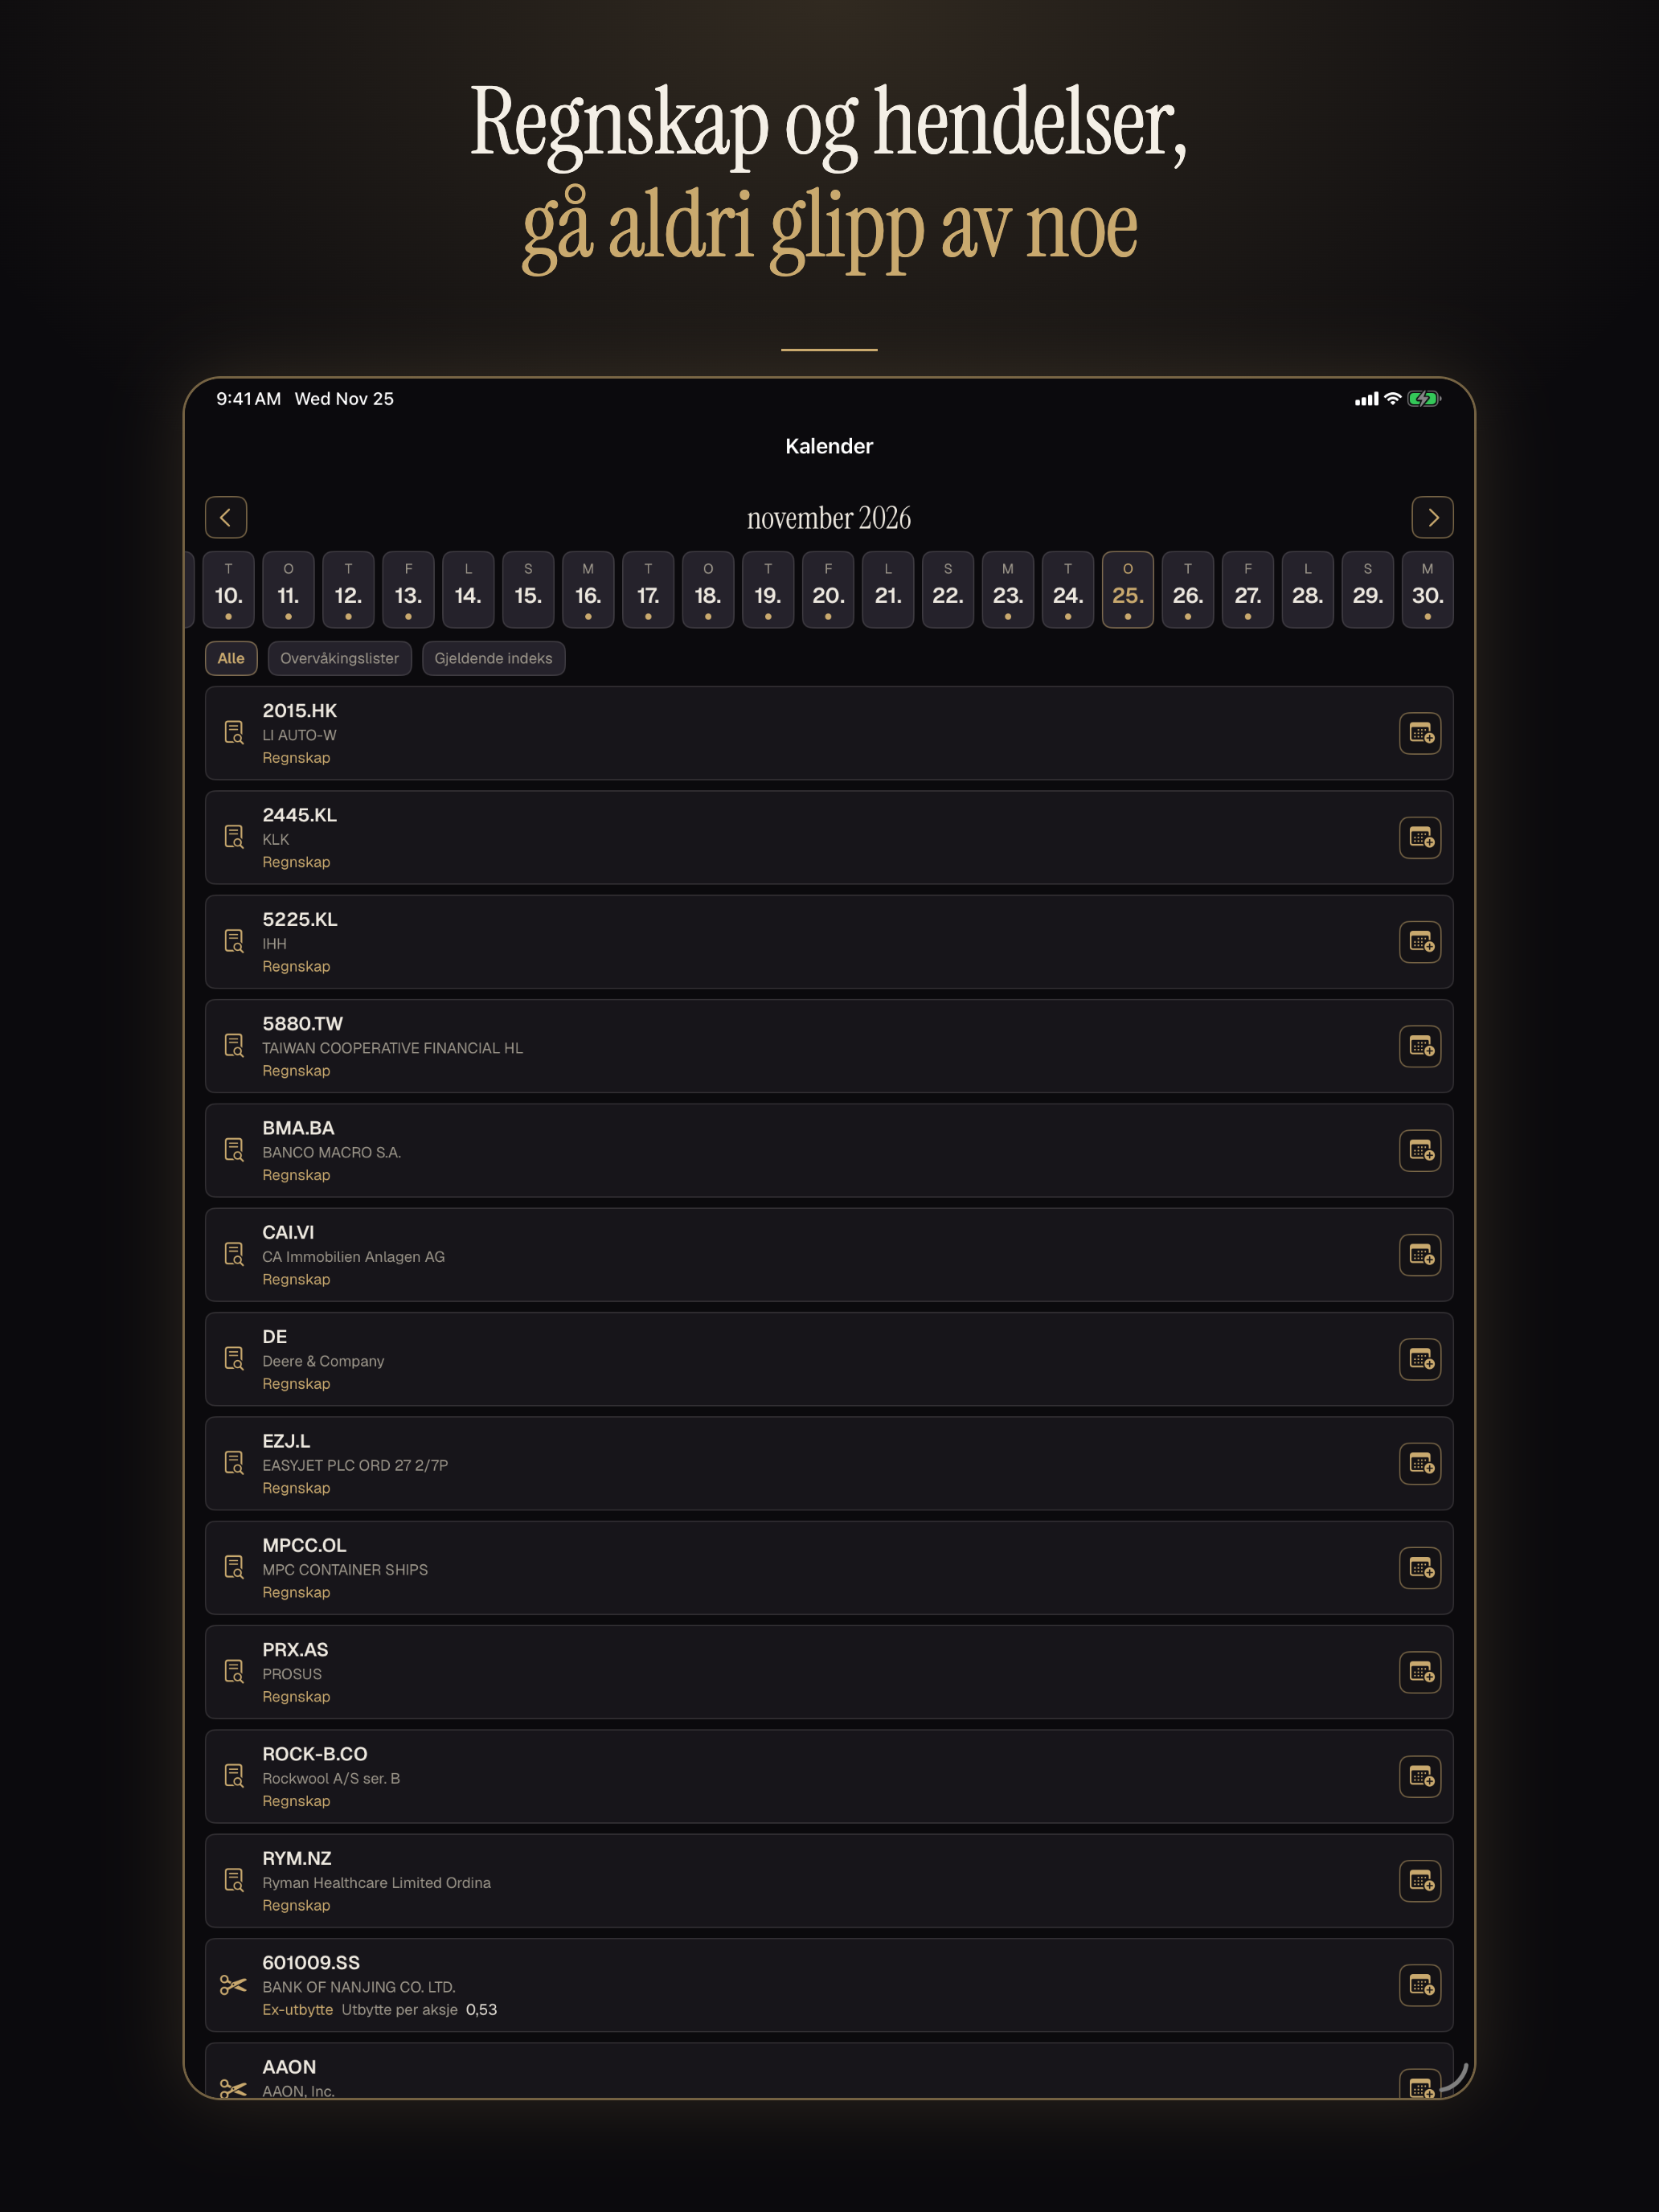 Regnskap og hendelser,
gå aldri glipp av noe
9:41 AM Wed Nov 25
Kalender
november 2026
T O T F L S M T O T F L S M T O T F L S M
10. 11. 12. 13. 14. 15. 16. 17. 18. 19. 20. 21. 22. 23. 24. 25. 26. 27. 28. 29. 30.
Alle Overvåkingslister Gjeldende indeks
2015.HK
LI AUTO-W
Regnskap
2445.KL
KLK
Regnskap
5225.KL
IHH
Regnskap
5880.TW
TAIWAN COOPERATIVE FINANCIAL HL
Regnskap
BMA.BA
BANCO MACRO S.A.
Regnskap
CAI.VI
CA Immobilien Anlagen AG
Regnskap
DE
Deere & Company
Regnskap
EZJ.L
EASYJET PLC ORD 27 2/7P
Regnskap
MPCC.OL
MPC CONTAINER SHIPS
Regnskap
PRX.AS
PROSUS
Regnskap
ROCK-B.CO
Rockwool A/S ser. B
Regnskap
RYM.NZ
Ryman Healthcare Limited Ordina
Regnskap
601009.SS
BANK OF NANJING CO. LTD.
Ex-utbytte Utbytte per aksje 0,53
AAON
AAON, Inc.